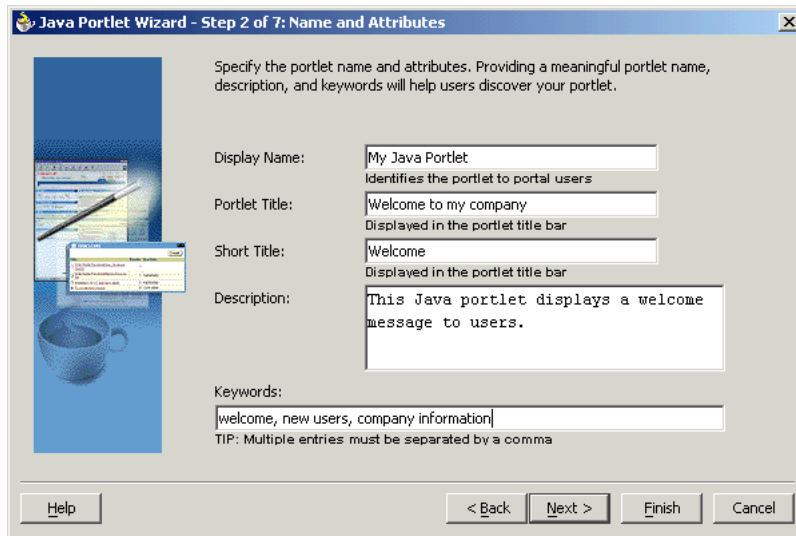 Java Portlet Wizard - Step 2 of 7: Name and Attributes
Specify the portlet name and attributes. Providing a meaningful portlet name,
description, and keywords will help users discover your portlet.
Display Name: My Java Portlet
Identifies the portlet to portal users
Portlet Title: Welcome to my company
Displayed in the portlet title bar
Short Title: Welcome
Displayed in the portlet title bar
Description: This Java portlet displays a welcome
message to users.
Keywords:
welcome, new users, company information
TIP: Multiple entries must be separated by a comma
Help < Back Next > Finish Cancel